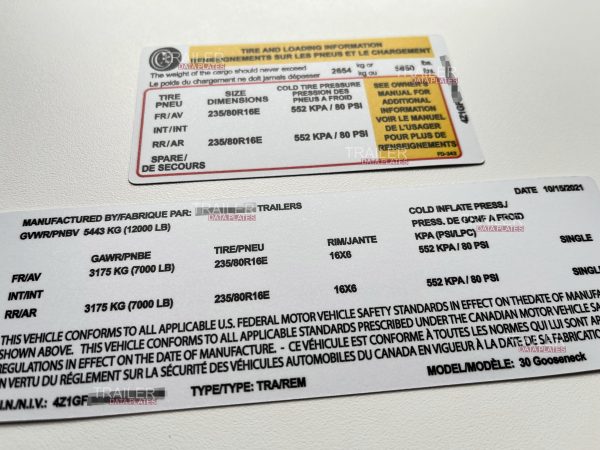 TIRE AND LOADING INFORMATION
RENSEIGNEMENTS SUR LES PNEUS ET LE CHARGEMENT
The weight of the cargo should never exceed 2654 kg or 5850 lbs.
Le poids du chargement ne doit jamais dépasser kg ou lbs.
TIRE SIZE COLD TIRE PRESSURE SEE OWNER'S
PNEU DIMENSIONS PRESSION DES MANUAL FOR
PNEUS A FROID ADDITIONAL
FR/AV 235/80R16E 552 KPA / 80 PSI INFORMATION
INT/INT VOIR LE MANUEL
RR/AR 235/80R16E 552 KPA / 80 PSI DE L'USAGER
SPARE/ POUR PLUS DE
DE SECOURS RENSEIGNEMENTS
TRAILER
DATA PLATES
TRAILER
DATA PLATES
MANUFACTURED BY/FABRIQUE PAR: TRAILERS DATE 10/15/2021
GVWR/PNBV 5443 KG (12000 LB) COLD INFLATE PRESS./
GAWR/PNBE TIRE/PNEU RIM/JANTE PRESS. DE GONF A FROID
KPA (PSI/LPC)
FR/AV 3175 KG (7000 LB) 235/80R16E 16X6 552 KPA / 80 PSI SINGLE
INT/INT
RR/AR 3175 KG (7000 LB) 235/80R16E 16X6 552 KPA / 80 PSI SINGLE
THIS VEHICLE CONFORMS TO ALL APPLICABLE U.S. FEDERAL MOTOR VEHICLE SAFETY STANDARDS IN EFFECT ON THE DATE OF MANUFA
SHOWN ABOVE. THIS VEHICLE CONFORMS TO ALL APPLICABLE STANDARDS PRESCRIBED UNDER THE CANADIAN MOTOR VEHICLE SA
REGULATIONS IN EFFECT ON THE DATE OF MANUFACTURE. - CE VÉHICULE EST CONFORME À TOUTES LES NORMES QUI LUI SONT AP
EN VERTU DU RÉGLEMENT SUR LA SÉCURITÉ DES VÉHICULES AUTOMOBILES DU CANADA EN VIGUEUR À LA DATE DE SA FABRICATION
I.N./N.I.V.: 4Z1GF TYPE/TYPE: TRA/REM MODEL/MODÈLE: 30 Gooseneck
TRAILER
DATA PLATES